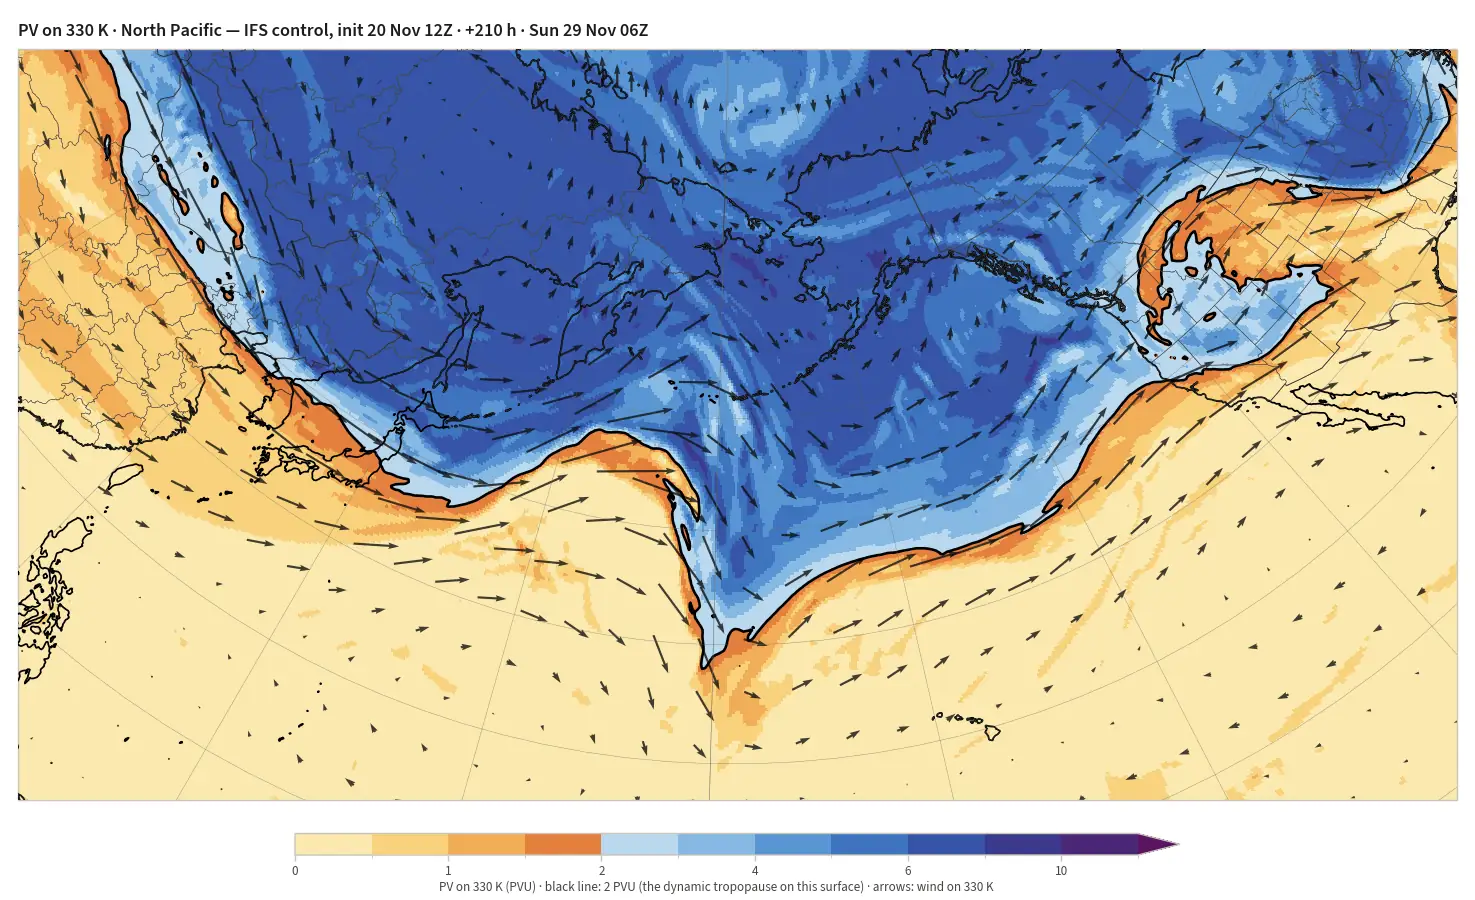 PV on 330 K · North Pacific — IFS control, init 20 Nov 12Z · +210 h · Sun 29 Nov 06Z
0 1 2 4 6 10
PV on 330 K (PVU) · black line: 2 PVU (the dynamic tropopause on this surface) · arrows: wind on 330 K